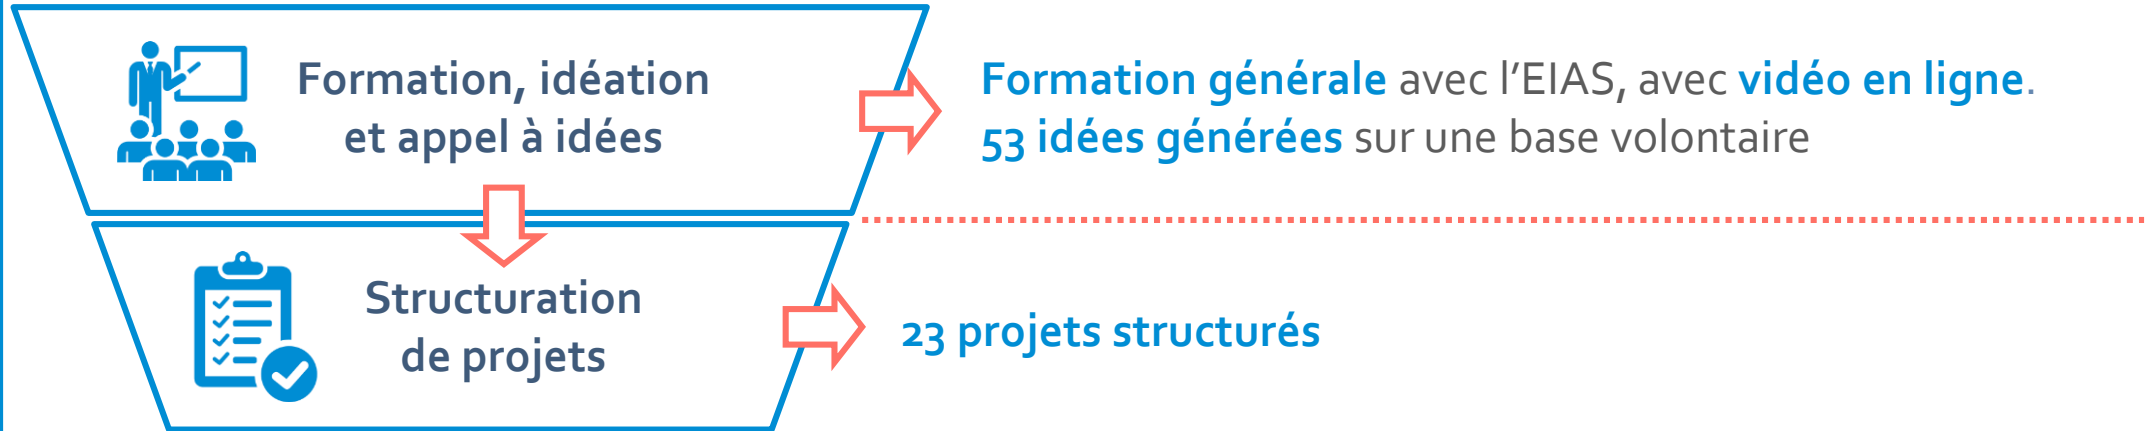 Formation, idéation
et appel à idées
Formation générale avec l’EIAS, avec vidéo en ligne.
53 idées générées sur une base volontaire
Structuration
de projets
23 projets structurés